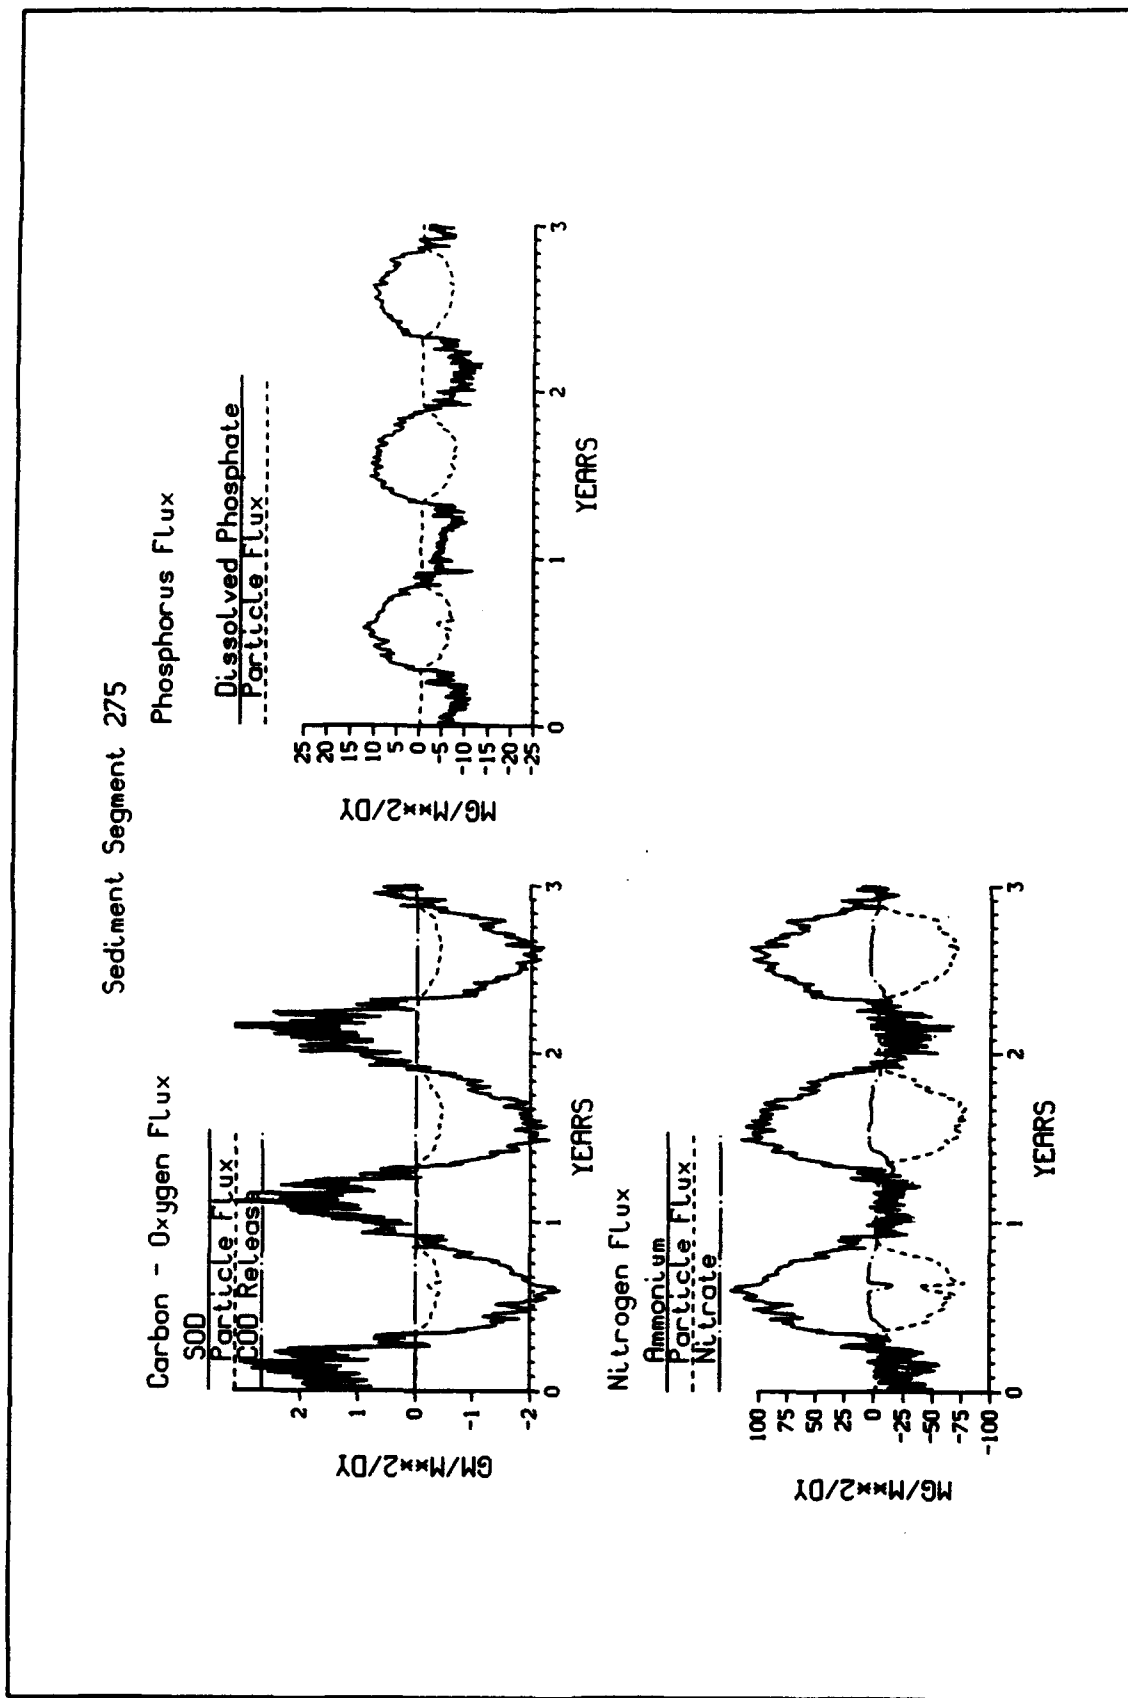 Sediment Segment 275
Carbon - Oxygen Flux
SOD
Particle Flux
COD Releas
GM/M**2/DY
2
1
0
-1
-2
0
1
2
3
YEARS
Phosphorus Flux
Dissolved Phosphate
Particle Flux
MG/M**2/DY
25
20
15
10
5
0
-5
-10
-15
-20
-25
0
1
2
3
YEARS
Nitrogen Flux
Ammonium
Particle Flux
Nitrate
MG/M**2/DY
100
75
50
25
0
-25
-50
-75
-100
0
1
2
3
YEARS